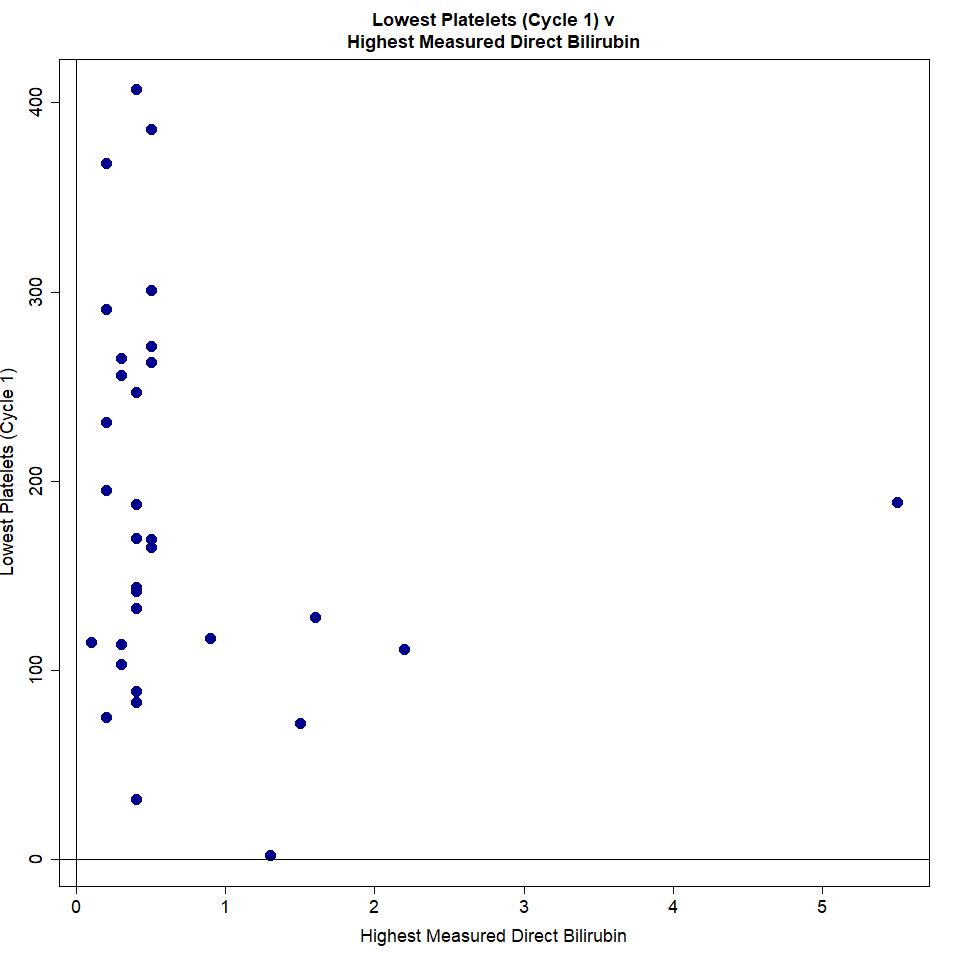 Lowest Platelets (Cycle 1) v
Highest Measured Direct Bilirubin
400
300
200
100
0
Lowest Platelets (Cycle 1)
0 1 2 3 4 5
Highest Measured Direct Bilirubin